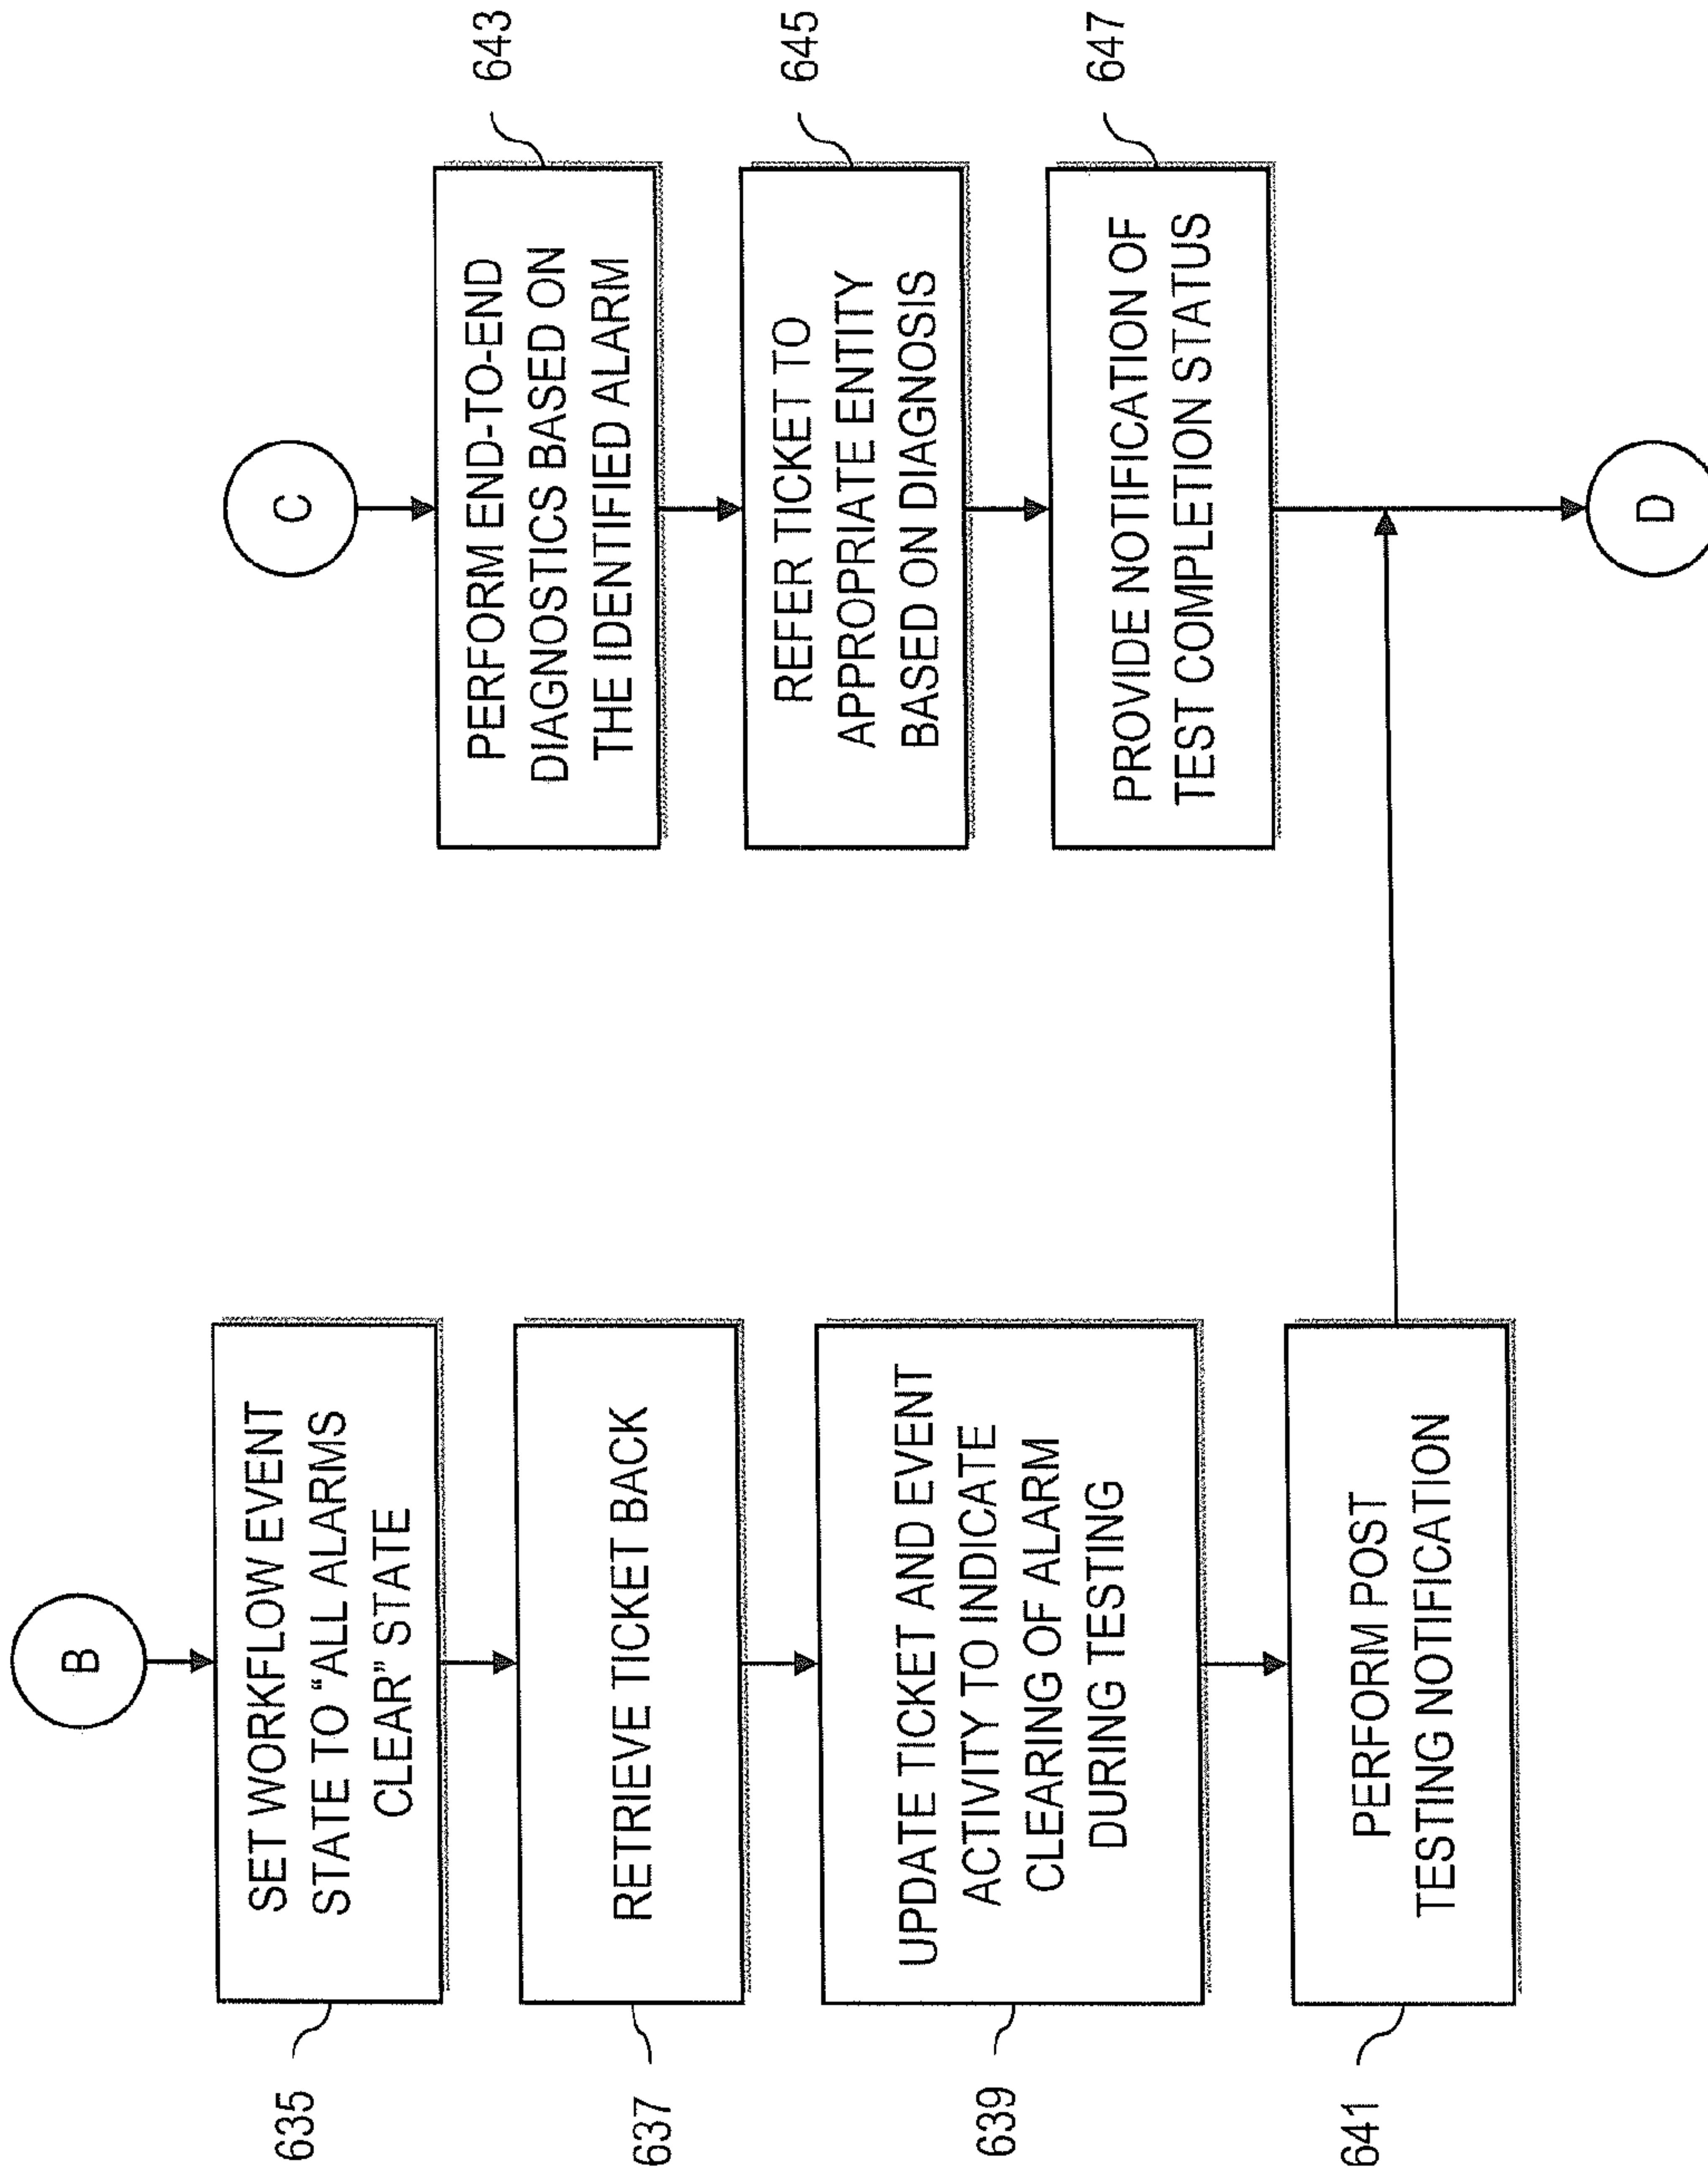 B
SET WORKFLOW EVENT
STATE TO “ALL ALARMS
CLEAR” STATE
635
RETRIEVE TICKET BACK
637
UPDATE TICKET AND EVENT
ACTIVITY TO INDICATE
CLEARING OF ALARM
DURING TESTING
639
PERFORM POST
TESTING NOTIFICATION
641
C
PERFORM END-TO-END
DIAGNOSTICS BASED ON
THE IDENTIFIED ALARM
643
REFER TICKET TO
APPROPRIATE ENTITY
BASED ON DIAGNOSIS
645
PROVIDE NOTIFICATION OF
TEST COMPLETION STATUS
647
D